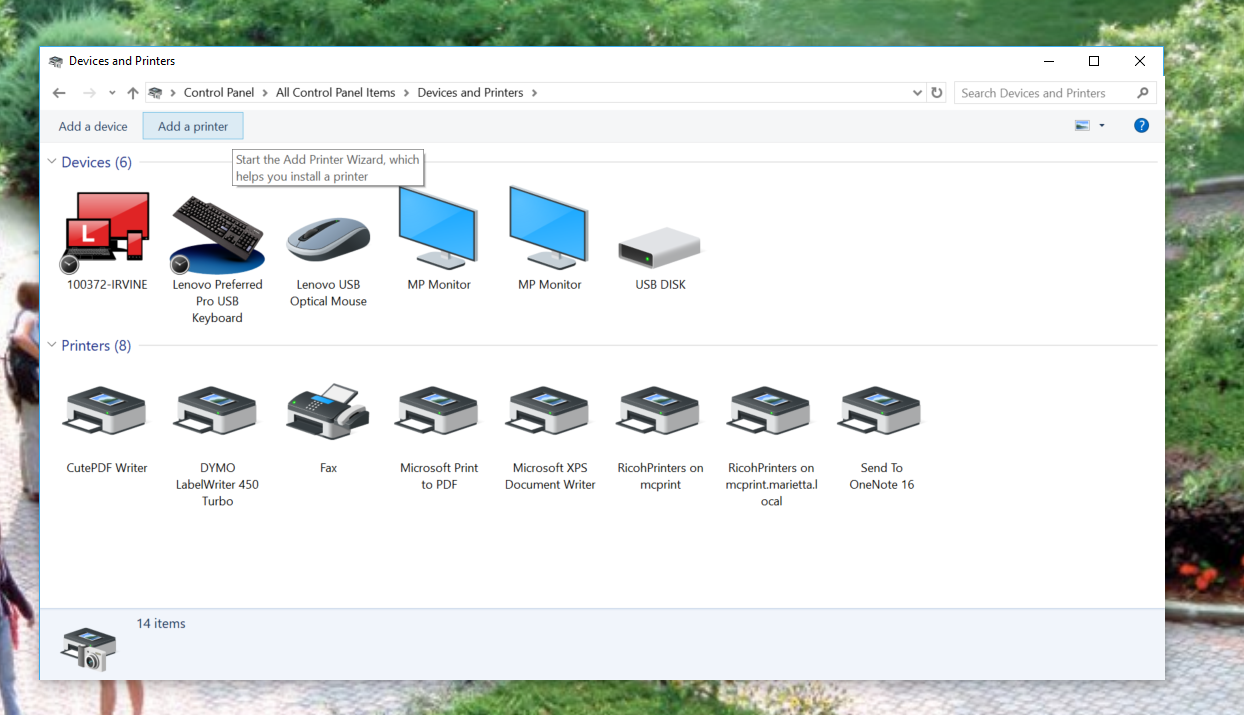 Devices and Printers
Control Panel > All Control Panel Items > Devices and Printers >
Search Devices and Printers
Add a device
Add a printer
?
Start the Add Printer Wizard, which
helps you install a printer
Devices (6)
L
100372-IRVINE
Lenovo Preferred
Pro USB
Keyboard
Lenovo USB
Optical Mouse
MP Monitor
MP Monitor
USB DISK
Printers (8)
CutePDF Writer
DYMO
LabelWriter 450
Turbo
Fax
Microsoft Print
to PDF
Microsoft XPS
Document Writer
RicohPrinters on
mcprint
RicohPrinters on
mcprint.marietta.l
ocal
Send To
OneNote 16
14 items